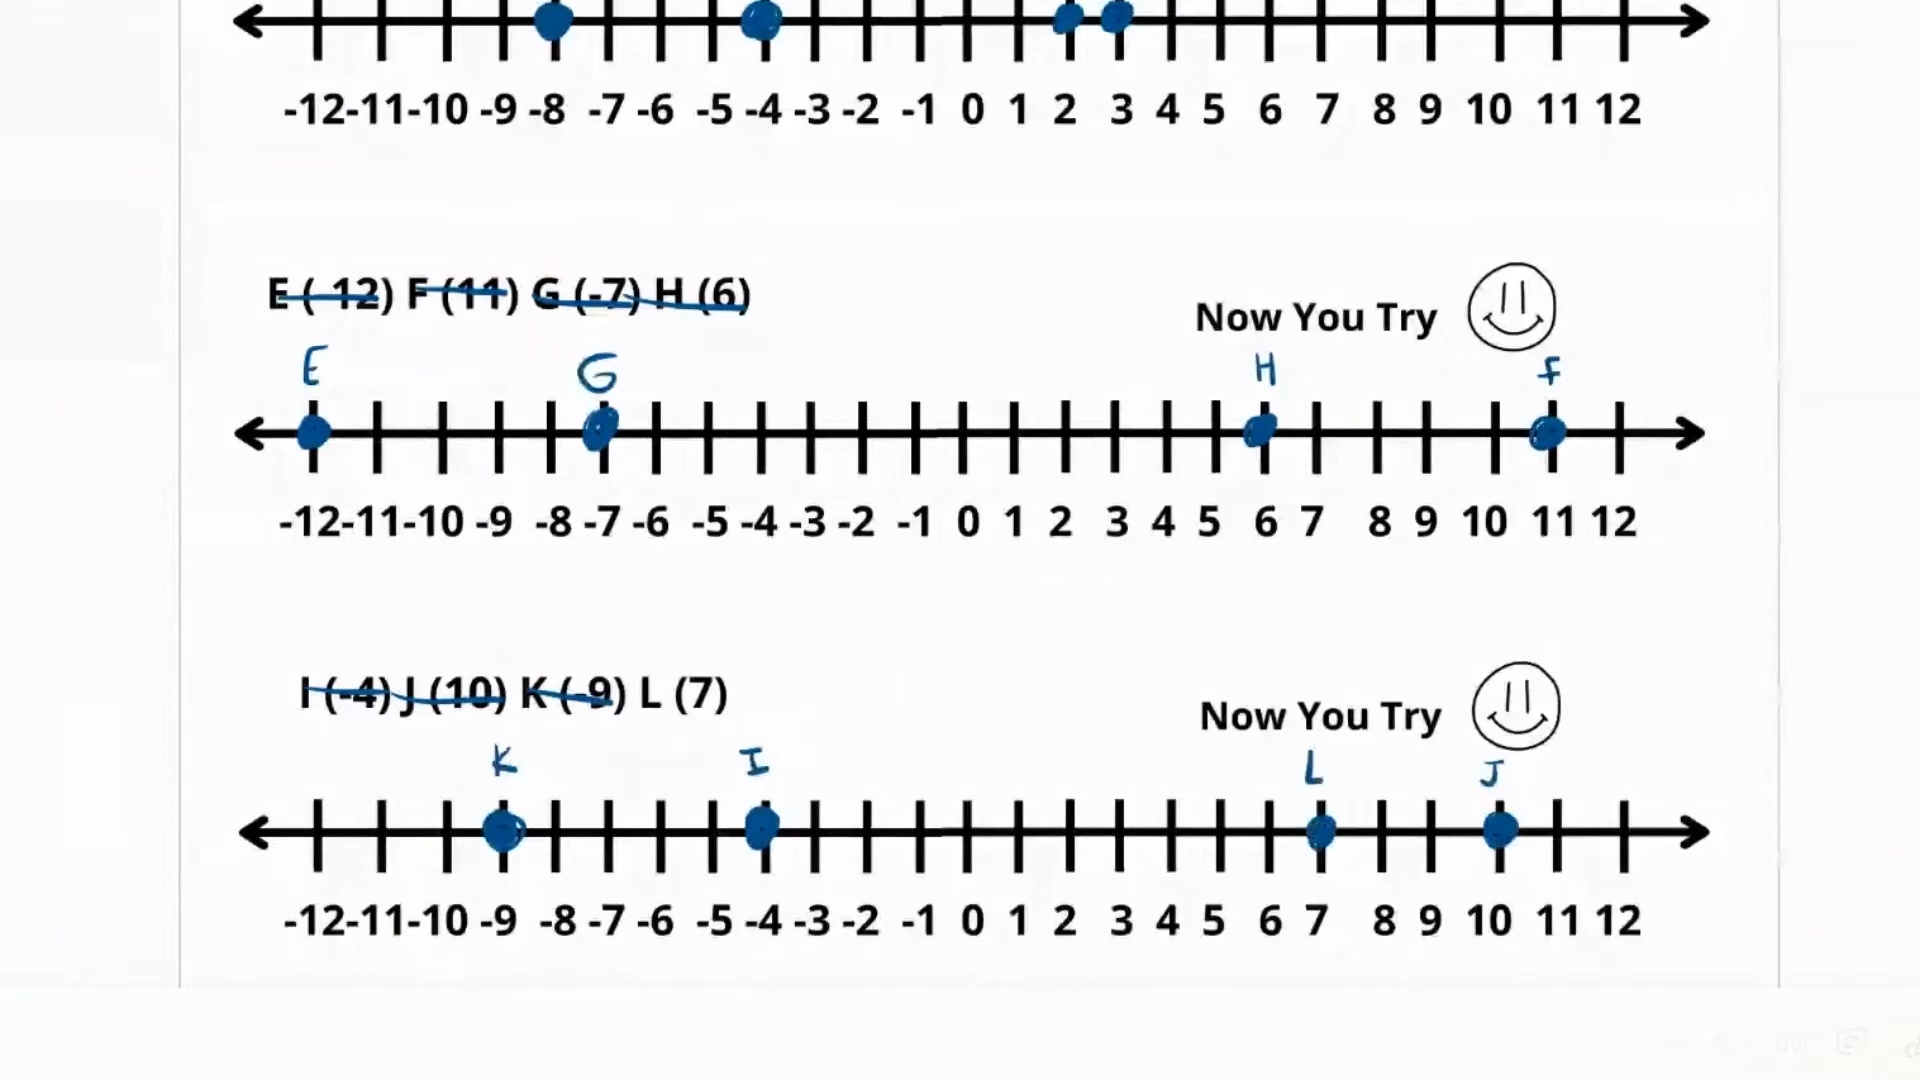 -12-11-10 -9 -8 -7 -6 -5 -4 -3 -2 -1 0 1 2 3 4 5 6 7 8 9 10 11 12
E (-12) F (11) G (-7) H (6)
Now You Try
E G H F
-12-11-10 -9 -8 -7 -6 -5 -4 -3 -2 -1 0 1 2 3 4 5 6 7 8 9 10 11 12
I (-4) J (10) K (-9) L (7)
Now You Try
K I L J
-12-11-10 -9 -8 -7 -6 -5 -4 -3 -2 -1 0 1 2 3 4 5 6 7 8 9 10 11 12